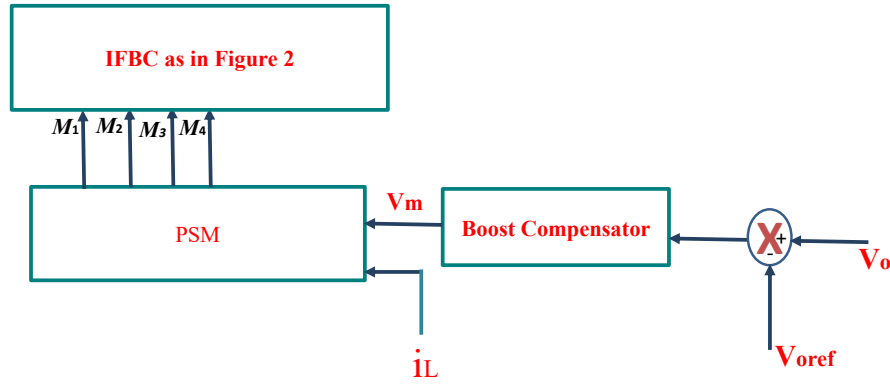 IFBC as in Figure 2
M1 M2 M3 M4
PSM
Vm
Boost Compensator
X
+
-
Vo
iL
Voref